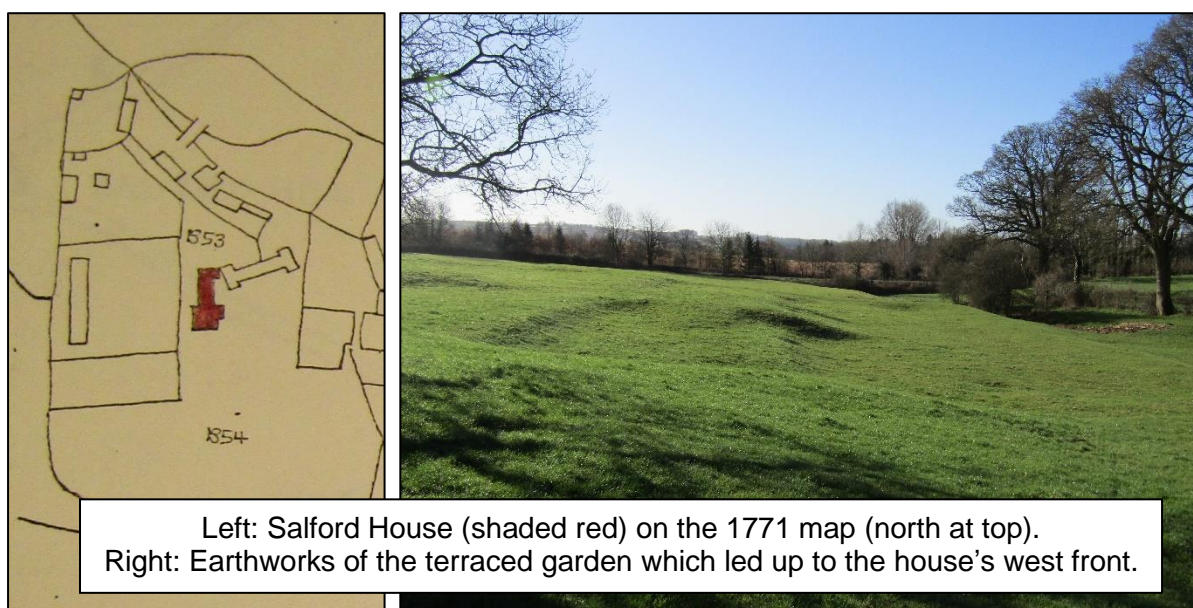 1853
1854
Left: Salford House (shaded red) on the 1771 map (north at top).
Right: Earthworks of the terraced garden which led up to the house’s west front.